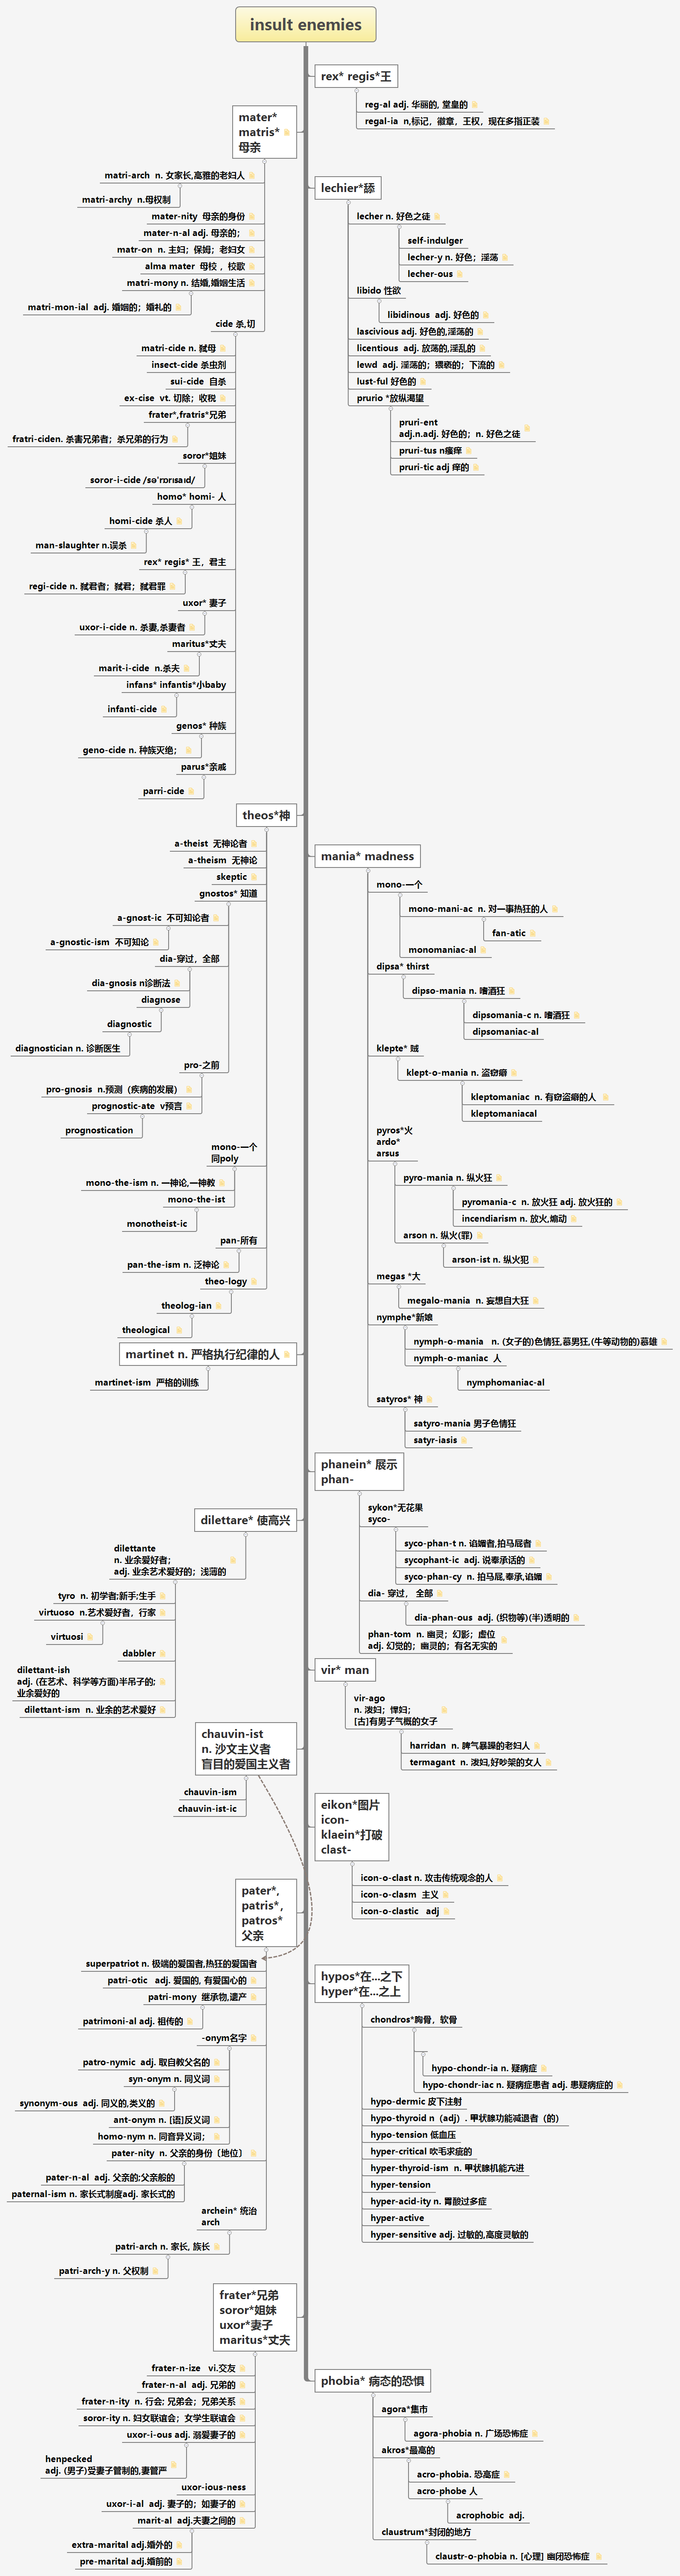 insult enemies
rex* regis*王
reg-al adj. 华丽的, 堂皇的
regal-ia n,标记，徽章，王权，现在多指正装
lechier*舔
lecher n. 好色之徒
self-indulger
lecher-y n. 好色；淫荡
lecher-ous
libido 性欲
libidinous adj. 好色的
lascivious adj. 好色的,淫荡的
licentious adj. 放荡的,淫乱的
lewd adj. 淫荡的；猥亵的；下流的
lust-ful 好色的
prurio *放纵渴望
pruri-ent
adj.n.adj. 好色的；n. 好色之徒
pruri-tus n瘙痒
pruri-tic adj 痒的
mania* madness
mono-一个
mono-mani-ac n. 对一事热狂的人
fan-atic
monomaniac-al
dipsa* thirst
dipso-mania n. 嗜酒狂
dipsomania-c n. 嗜酒狂
dipsomaniac-al
klepte* 贼
klept-o-mania n. 盗窃癖
kleptomaniac n. 有窃盗癖的人
kleptomaniacal
pyros*火
ardo*
arsus
pyro-mania n. 纵火狂
pyromania-c n. 放火狂 adj. 放火狂的
incendiarism n. 放火,煽动
arson n. 纵火(罪)
arson-ist n. 纵火犯
megas *大
megalo-mania n. 妄想自大狂
nymphe*新娘
nymph-o-mania n. (女子的)色情狂,慕男狂,(牛等动物的)慕雄
nymph-o-maniac 人
nymphomaniac-al
satyros* 神
satyro-mania 男子色情狂
satyr-iasis
phanein* 展示
phan-
sykon*无花果
syco-
syco-phan-t n. 谄媚者,拍马屁者
sycophant-ic adj. 说奉承话的
syco-phan-cy n. 拍马屁,奉承,谄媚
dia- 穿过， 全部
dia-phan-ous adj. (织物等)(半)透明的
phan-tom n. 幽灵；幻影；虚位
adj. 幻觉的；幽灵的；有名无实的
vir* man
vir-ago
n. 泼妇；悍妇；
[古]有男子气概的女子
harridan n. 脾气暴躁的老妇人
termagant n. 泼妇,好吵架的女人
eikon*图片
icon-
klaein*打破
clast-
icon-o-clast n. 攻击传统观念的人
icon-o-clasm 主义
icon-o-clastic adj
hypos*在...之下
hyper*在...之上
chondros*胸骨，软骨
hypo-chondr-ia n. 疑病症
hypo-chondr-iac n. 疑病症患者 adj. 患疑病症的
hypo-dermic 皮下注射
hypo-thyroid n（adj）. 甲状腺功能减退者（的）
hypo-tension 低血压
hyper-critical 吹毛求疵的
hyper-thyroid-ism n. 甲状腺机能亢进
hyper-tension
hyper-acid-ity n. 胃酸过多症
hyper-active
hyper-sensitive adj. 过敏的,高度灵敏的
phobia* 病态的恐惧
agora*集市
agora-phobia n. 广场恐怖症
akros*最高的
acro-phobia. 恐高症
acro-phobe 人
acrophobic adj.
claustrum*封闭的地方
claustr-o-phobia n. [心理] 幽闭恐怖症
mater*
matris*
母亲
matri-arch n. 女家长,高雅的老妇人
matri-archy n.母权制
mater-nity 母亲的身份
mater-n-al adj. 母亲的；
matr-on n. 主妇；保姆；老妇女
alma mater 母校 ，校歌
matri-mony n. 结婚,婚姻生活
matri-mon-ial adj. 婚姻的；婚礼的
cide 杀,切
matri-cide n. 弑母
insect-cide 杀虫剂
sui-cide 自杀
ex-cise vt. 切除；收税
frater*,fratris*兄弟
fratri-ciden. 杀害兄弟者；杀兄弟的行为
soror*姐妹
soror-i-cide /sə'rɒrɪsaɪd/
homo* homi- 人
homi-cide 杀人
man-slaughter n.误杀
rex* regis* 王，君主
regi-cide n. 弑君者；弑君；弑君罪
uxor* 妻子
uxor-i-cide n. 杀妻,杀妻者
maritus*丈夫
marit-i-cide n.杀夫
infans* infantis*小baby
infanti-cide
genos* 种族
geno-cide n. 种族灭绝；
parus*亲戚
parri-cide
theos*神
a-theist 无神论者
a-theism 无神论
skeptic
gnostos* 知道
a-gnost-ic 不可知论者
a-gnostic-ism 不可知论
dia-穿过，全部
dia-gnosis n诊断法
diagnose
diagnostic
diagnostician n. 诊断医生
pro-之前
pro-gnosis n.预测（疾病的发展）
prognostic-ate v预言
prognostication
mono-一个
同poly
mono-the-ism n. 一神论,一神教
mono-the-ist
monotheist-ic
pan-所有
pan-the-ism n. 泛神论
theo-logy
theolog-ian
theological
martinet n. 严格执行纪律的人
martinet-ism 严格的训练
dilettare* 使高兴
dilettante
n. 业余爱好者；
adj. 业余艺术爱好的；浅薄的
tyro n. 初学者;新手;生手
virtuoso n.艺术爱好者，行家
virtuosi
dabbler
dilettant-ish
adj. (在艺术、科学等方面)半吊子的;
业余爱好的
dilettant-ism n. 业余的艺术爱好
chauvin-ist
n. 沙文主义者
盲目的爱国主义者
chauvin-ism
chauvin-ist-ic
pater*,
patris*,
patros*
父亲
superpatriot n. 极端的爱国者,热狂的爱国者
patri-otic adj. 爱国的, 有爱国心的
patri-mony 继承物,遗产
patrimoni-al adj. 祖传的
-onym名字
patro-nymic adj. 取自教父名的
syn-onym n. 同义词
synonym-ous adj. 同义的,类义的
ant-onym n. [语]反义词
homo-nym n. 同音异义词；
pater-nity n. 父亲的身份〔地位〕
pater-n-al adj. 父亲的;父亲般的
paternal-ism n. 家长式制度adj. 家长式的
archein* 统治
arch
patri-arch n. 家长, 族长
patri-arch-y n. 父权制
frater*兄弟
soror*姐妹
uxor*妻子
maritus*丈夫
frater-n-ize vi.交友
frater-n-al adj. 兄弟的
frater-n-ity n. 行会; 兄弟会；兄弟关系
soror-ity n. 妇女联谊会；女学生联谊会
uxor-i-ous adj. 溺爱妻子的
henpecked
adj. (男子)受妻子管制的,妻管严
uxor-ious-ness
uxor-i-al adj. 妻子的；如妻子的
marit-al adj.夫妻之间的
extra-marital adj.婚外的
pre-marital adj.婚前的